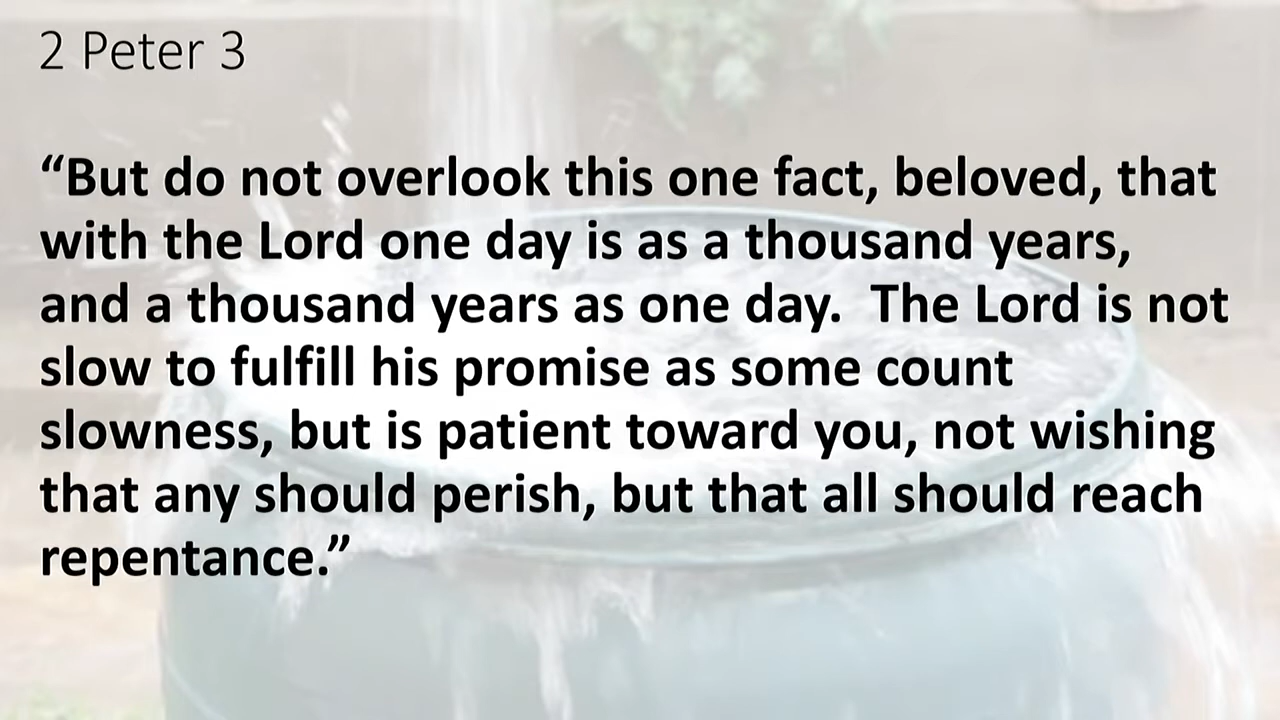 2 Peter 3
“But do not overlook this one fact, beloved, that
with the Lord one day is as a thousand years,
and a thousand years as one day.  The Lord is not
slow to fulfill his promise as some count
slowness, but is patient toward you, not wishing
that any should perish, but that all should reach
repentance.”